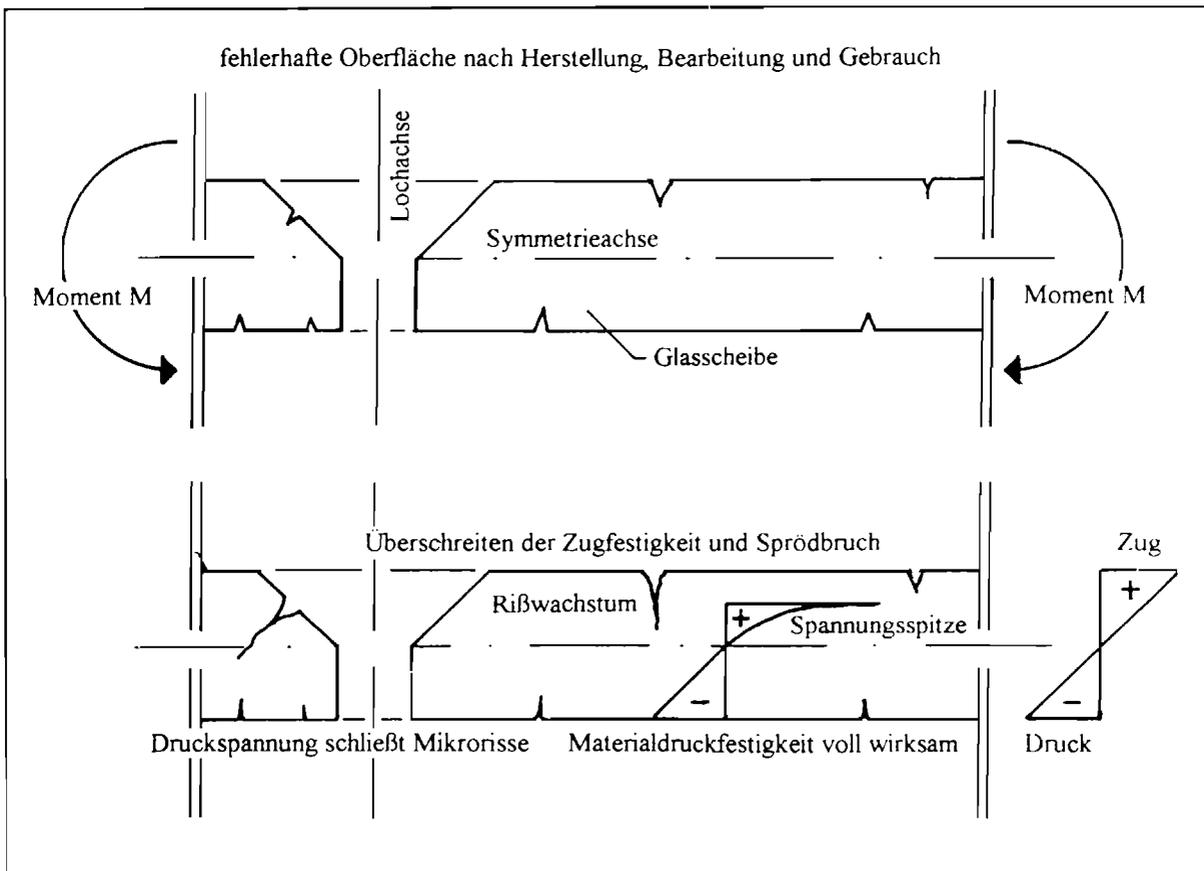 fehlerhafte Oberfläche nach Herstellung, Bearbeitung und Gebrauch
Lochachse
Symmetrieachse
Moment M
Moment M
Glasscheibe
Überschreiten der Zugfestigkeit und Sprödbruch
Zug
Rißwachstum
+
Spannungsspitze
+
−
−
Druckspannung schließt Mikrorisse
Materialdruckfestigkeit voll wirksam
Druck